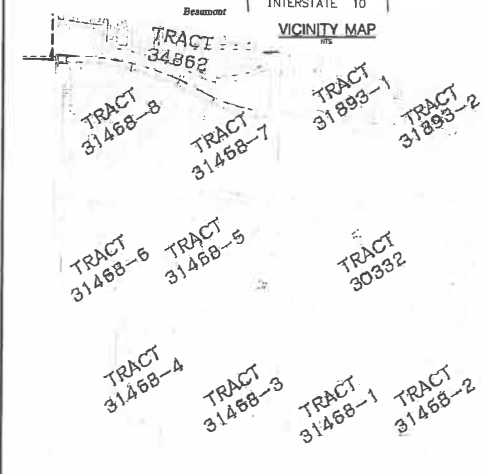 Beaumont
INTERSTATE 10
VICINITY MAP
NTS
TRACT
34862
TRACT
31468-8
TRACT
31468-7
TRACT
31893-1
TRACT
31893-2
TRACT
31468-6
TRACT
31468-5
TRACT
30332
TRACT
31468-4
TRACT
31468-3
TRACT
31468-1
TRACT
31468-2